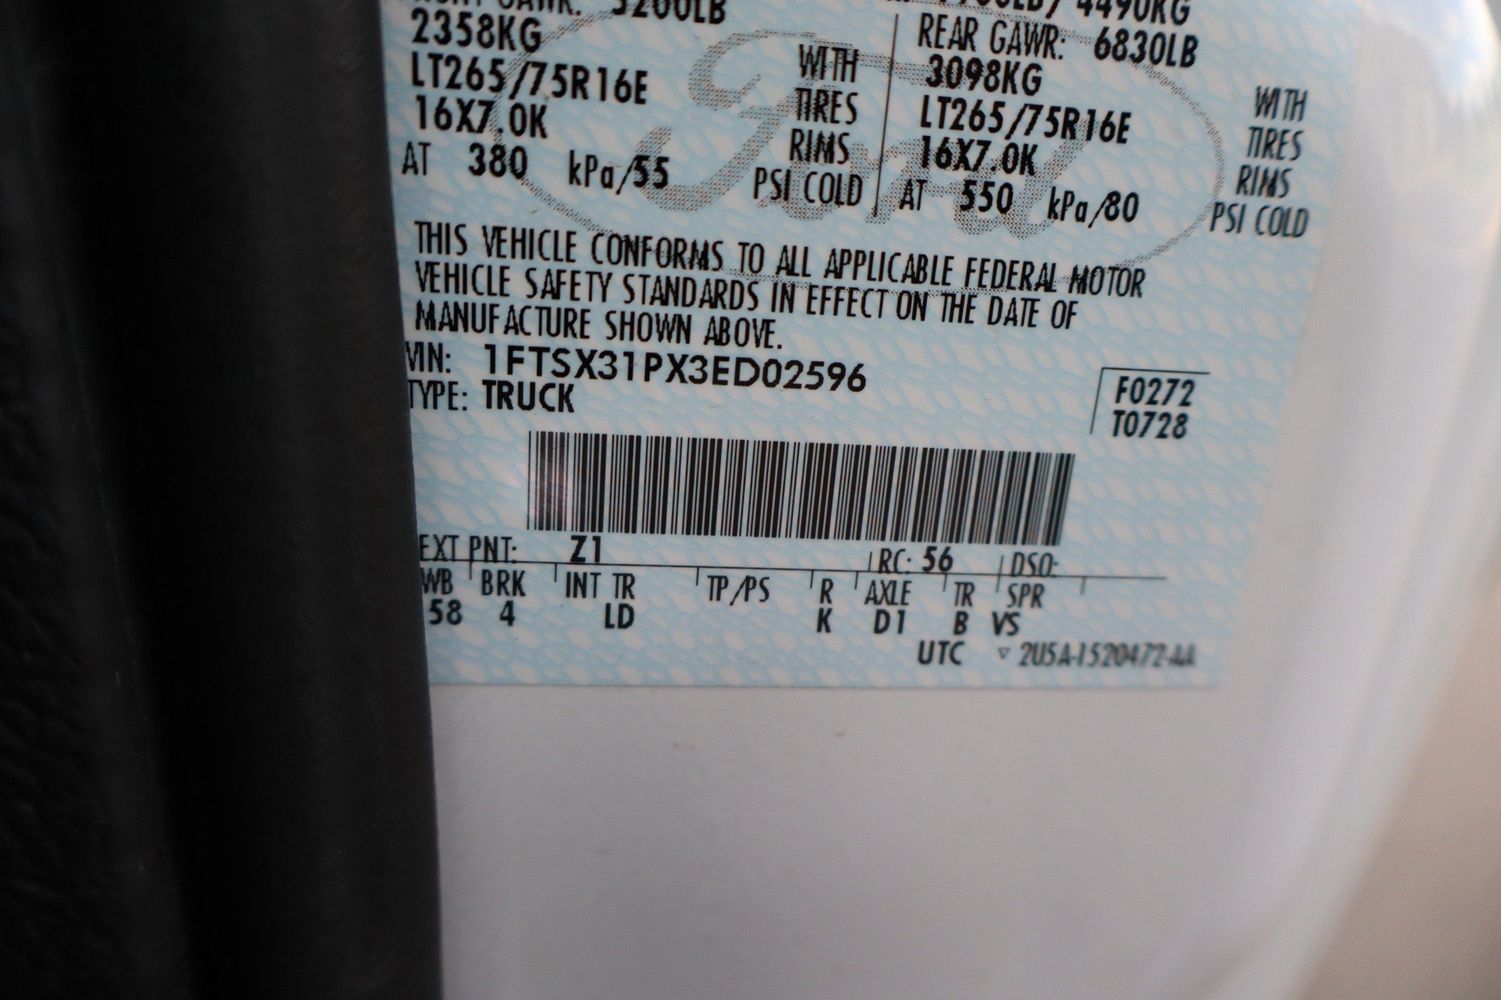 5200LB
2358KG WITH
LT265/75R16E TIRES
16X7.0K RIMS
AT 380 kPa/55 PSI COLD
4490KG
REAR GAWR: 6830LB
3098KG WITH
LT265/75R16E TIRES
16X7.0K RIMS
AT 550 kPa/80 PSI COLD
Ford
THIS VEHICLE CONFORMS TO ALL APPLICABLE FEDERAL MOTOR
VEHICLE SAFETY STANDARDS IN EFFECT ON THE DATE OF
MANUFACTURE SHOWN ABOVE.
VIN: 1FTSX31PX3ED02596
TYPE: TRUCK
F0272
T0728
EXT PNT: Z1 RC: 56 DSO:
WB BRK INT TR TP/PS R AXLE TR SPR
58 4 LD K D1 B VS
UTC ▿ 2U5A-1520472-AA